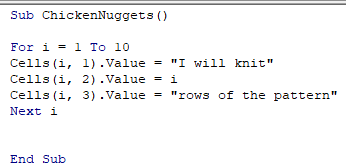 Sub ChickenNuggets()
For i = 1 To 10
Cells(i, 1).Value = "I will knit"
Cells(i, 2).Value = i
Cells(i, 3).Value = "rows of the pattern"
Next i
End Sub